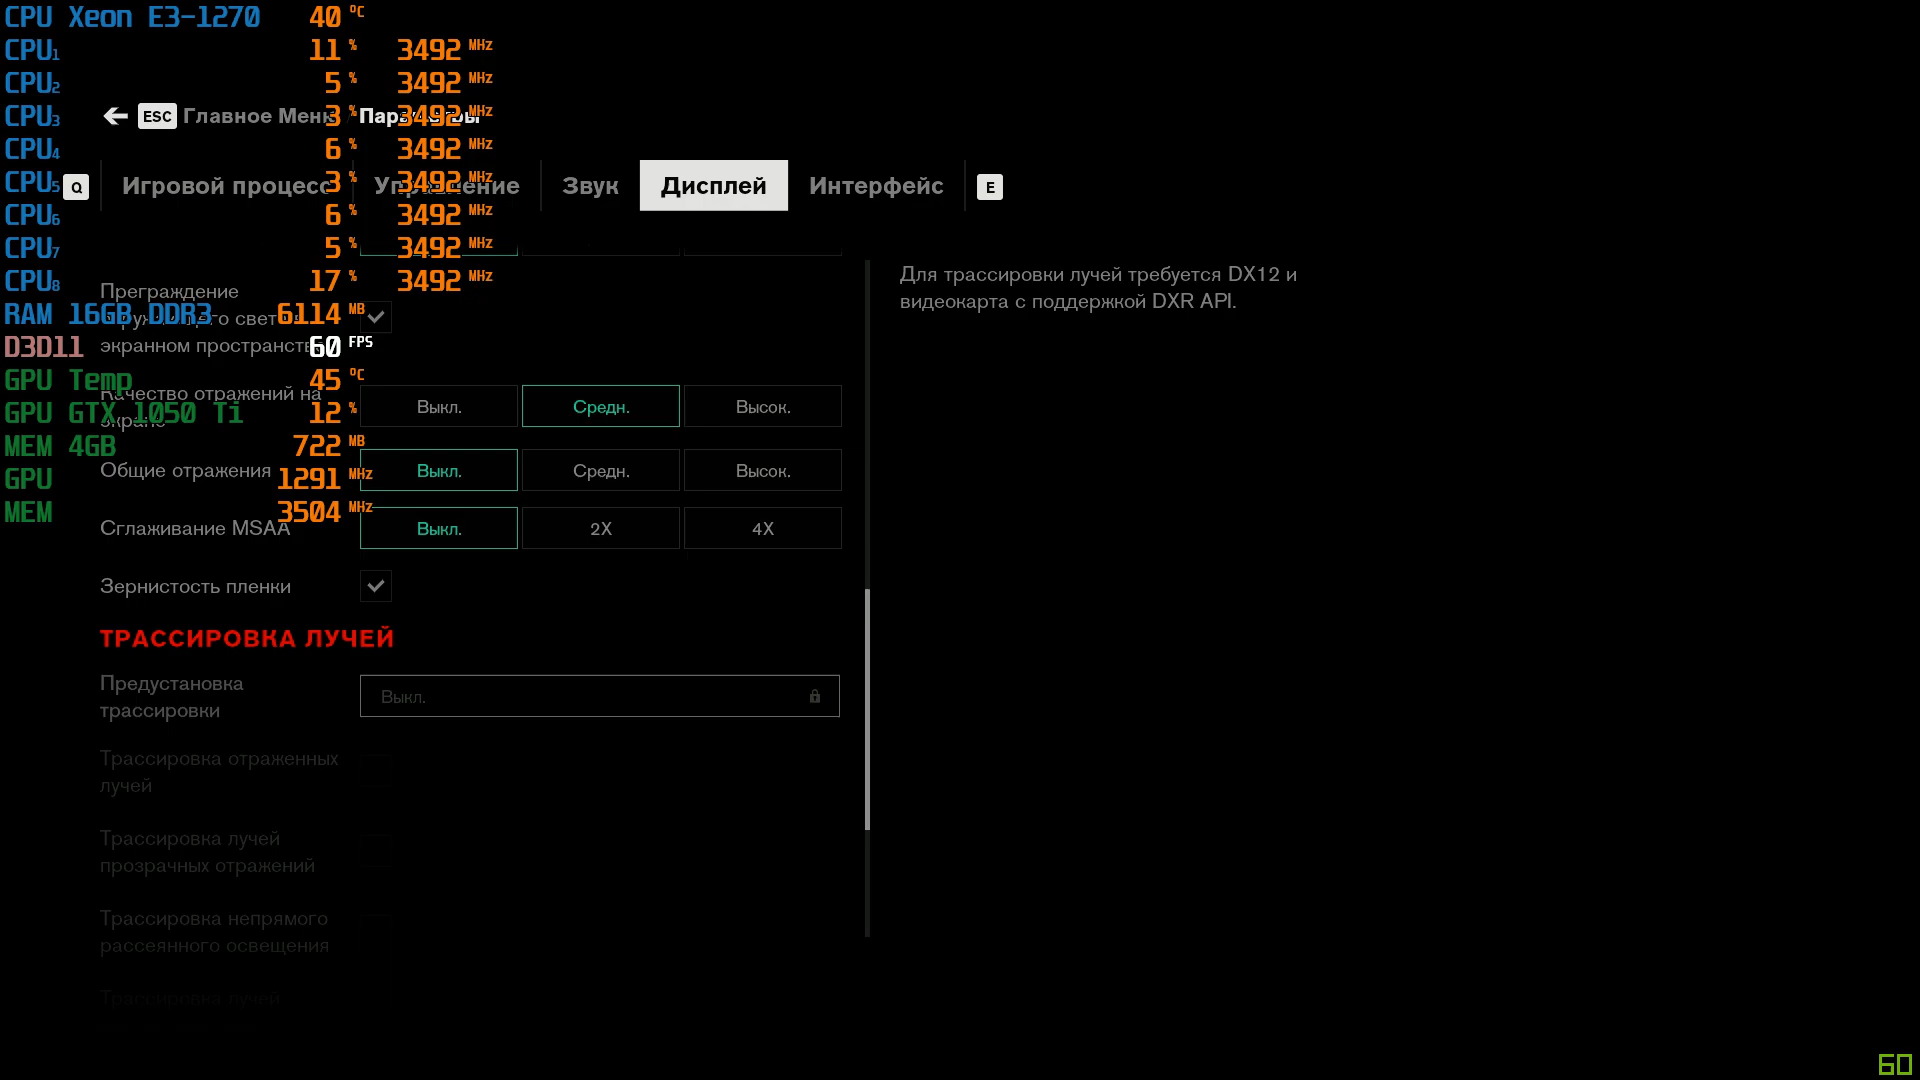 CPU Xeon E3-1270 40 °C
CPU1 11 % 3492 MHz
CPU2 5 % 3492 MHz
CPU3 3 % 3492 MHz
ESC Главное Меню
CPU4 6 % 3492 MHz
CPU5 3 % 3492 MHz
Q Игровой процесс Звук Дисплей Интерфейс E
CPU6 6 % 3492 MHz
CPU7 5 % 3492 MHz
CPU8 17 % 3492 MHz
Преграждение
RAM 16GB DDR3 6114 MB
экранном пространстве
D3D11 60 FPS
GPU Temp 45 °C
Качество отражений на
экране
Выкл. Средн. Высок.
GPU GTX 1050 Ti 12 %
MEM 4GB 722 MB
Общие отражения Выкл. Средн. Высок.
GPU 1291 MHz
MEM 3504 MHz
Сглаживание MSAA Выкл. 2X 4X
Зернистость пленки
ТРАССИРОВКА ЛУЧЕЙ
Предустановка
трассировки
Выкл.
Трассировка отраженных
лучей
Трассировка лучей
прозрачных отражений
Трассировка непрямого
рассеянного освещения
Трассировка лучей
Для трассировки лучей требуется DX12 и
видеокарта с поддержкой DXR API.
60